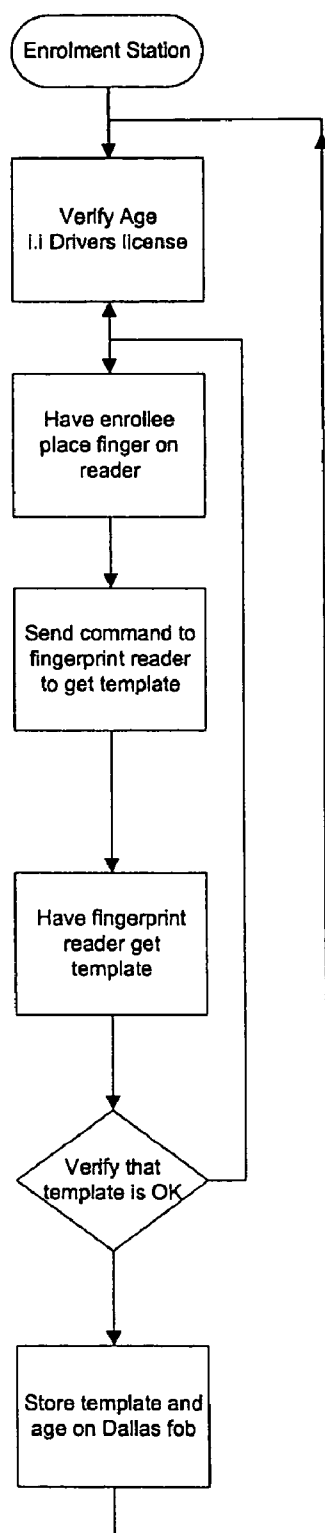 Enrolment Station
Verify Age
i.i Drivers license
Have enrollee
place finger on
reader
Send command to
fingerprint reader
to get template
Have fingerprint
reader get
template
Verify that
template is OK
Store template and
age on Dallas fob